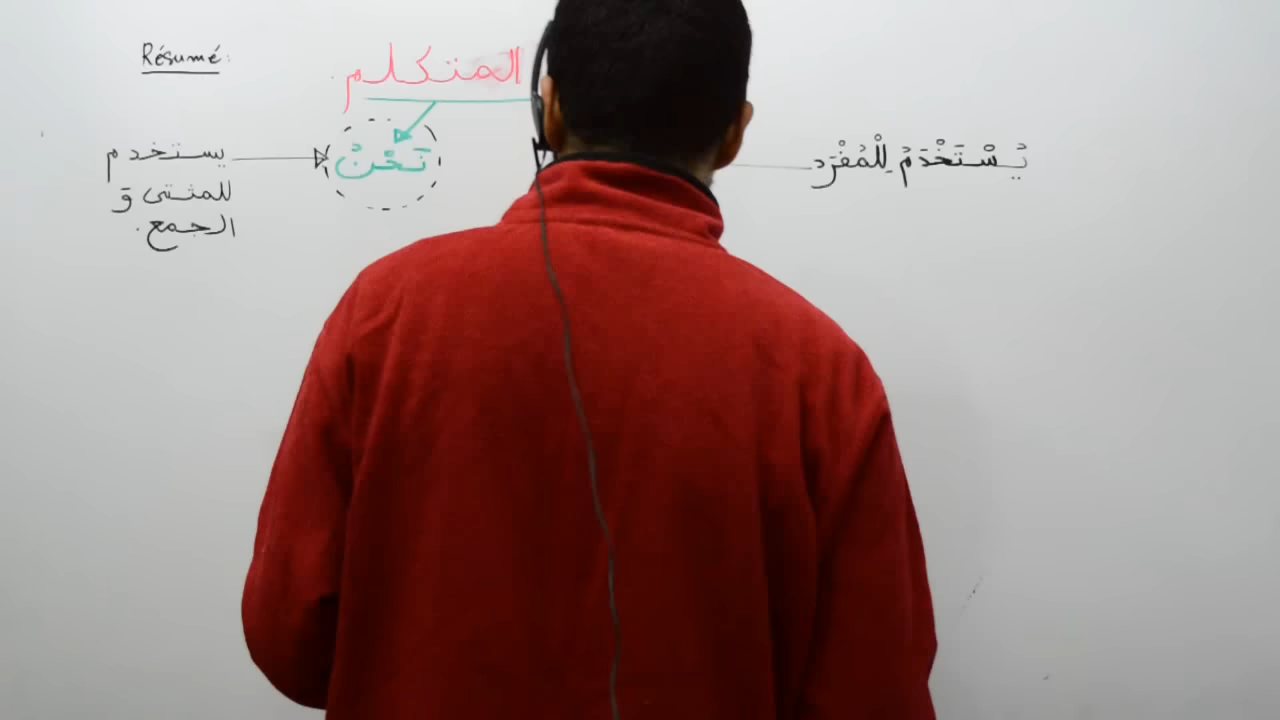 Résumé:
المتكلم
يُسْتَخْدَمُ لِلْمُفْرَد
نَحْنُ
يستخدم
للمثنى وَ
الجمع.